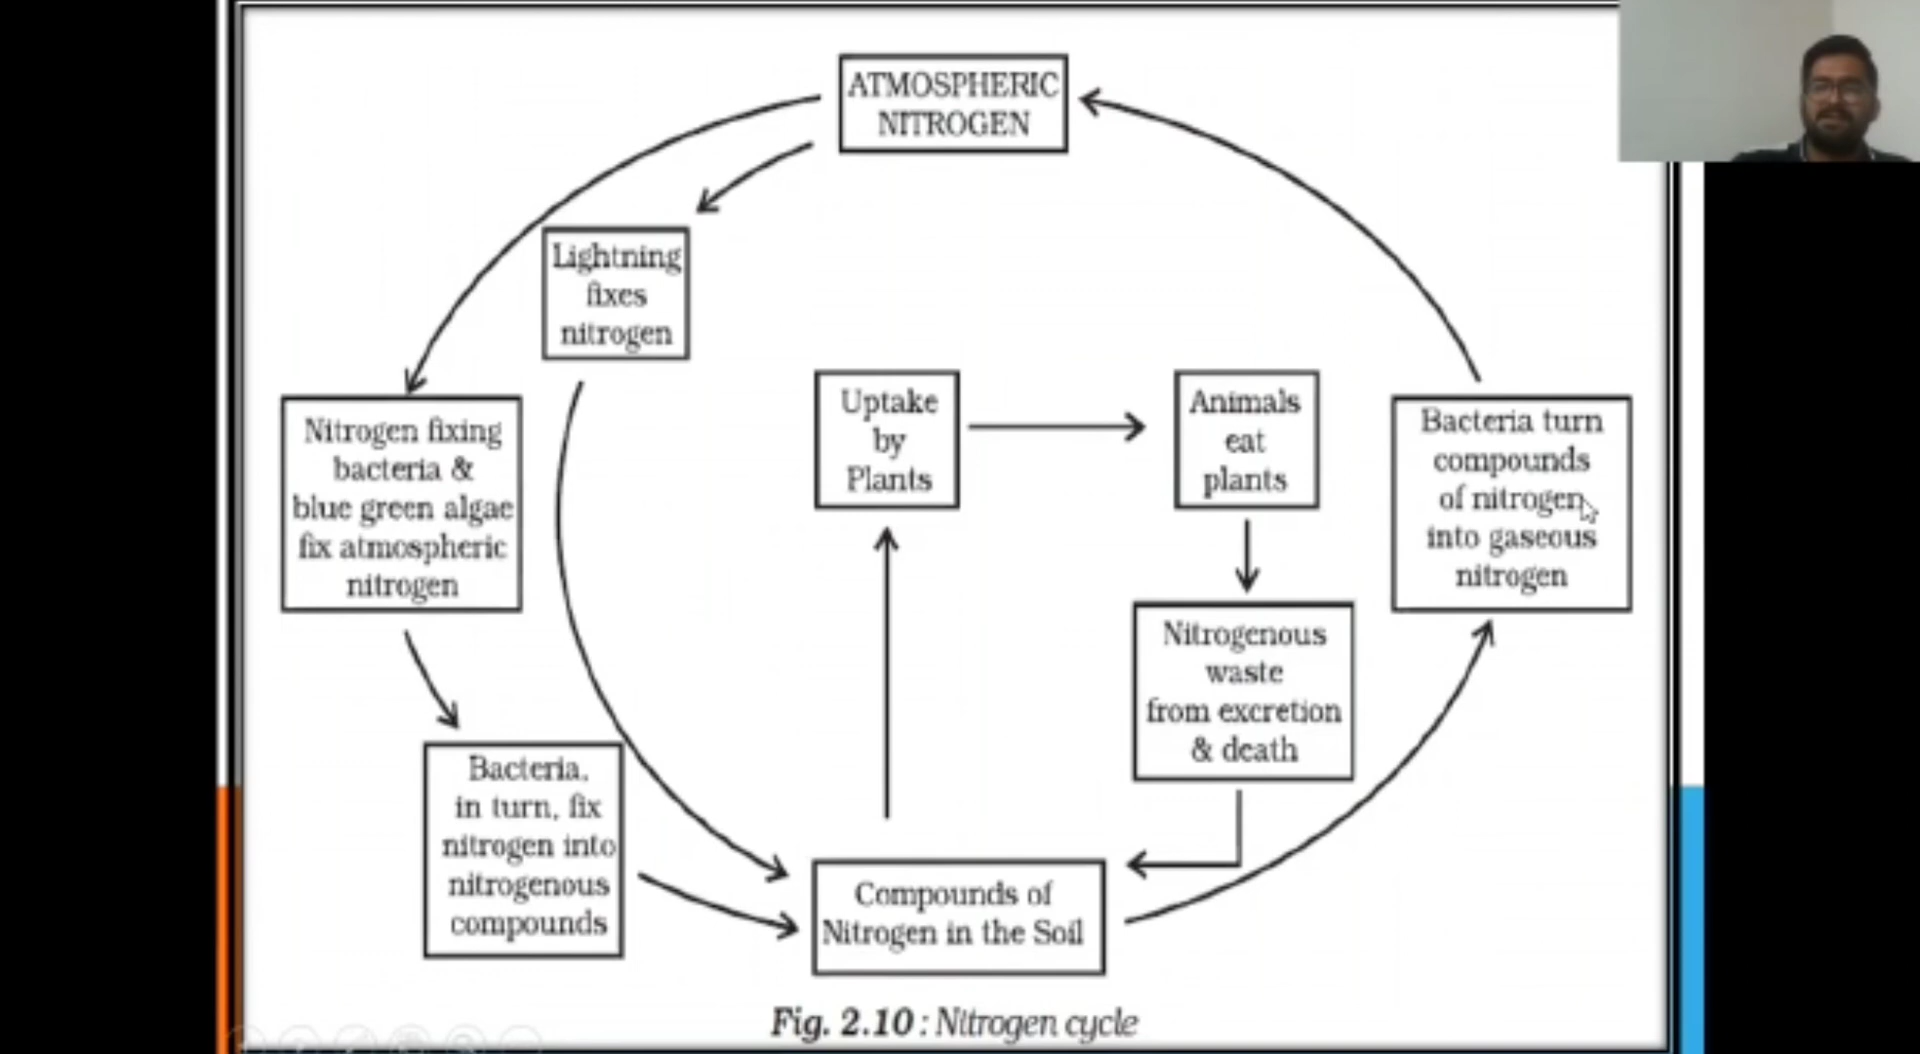 ATMOSPHERIC
NITROGEN
Lightning
fixes
nitrogen
Nitrogen fixing
bacteria &
blue green algae
fix atmospheric
nitrogen
Uptake
by
Plants
Animals
eat
plants
Bacteria turn
compounds
of nitrogen
into gaseous
nitrogen
Nitrogenous
waste
from excretion
& death
Bacteria,
in turn, fix
nitrogen into
nitrogenous
compounds
Compounds of
Nitrogen in the Soil
Fig. 2.10 : Nitrogen cycle